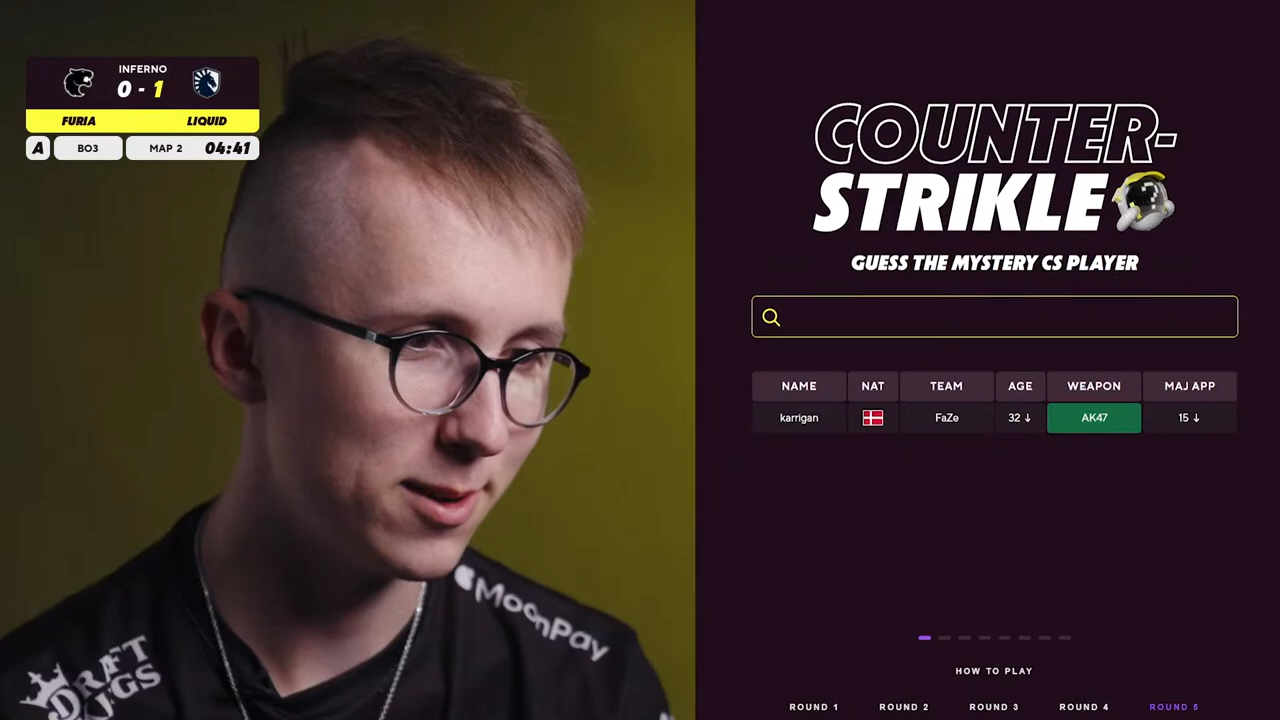 INFERNO
0 - 1
FURIA LIQUID
A BO3 MAP 2 04:41
COUNTER-
STRIKLE
GUESS THE MYSTERY CS PLAYER
NAME NAT TEAM AGE WEAPON MAJ APP
karrigan FaZe 32 ↓ AK47 15 ↓
MoonPay
DRAFT
KINGS
HOW TO PLAY
ROUND 1 ROUND 2 ROUND 3 ROUND 4 ROUND 5